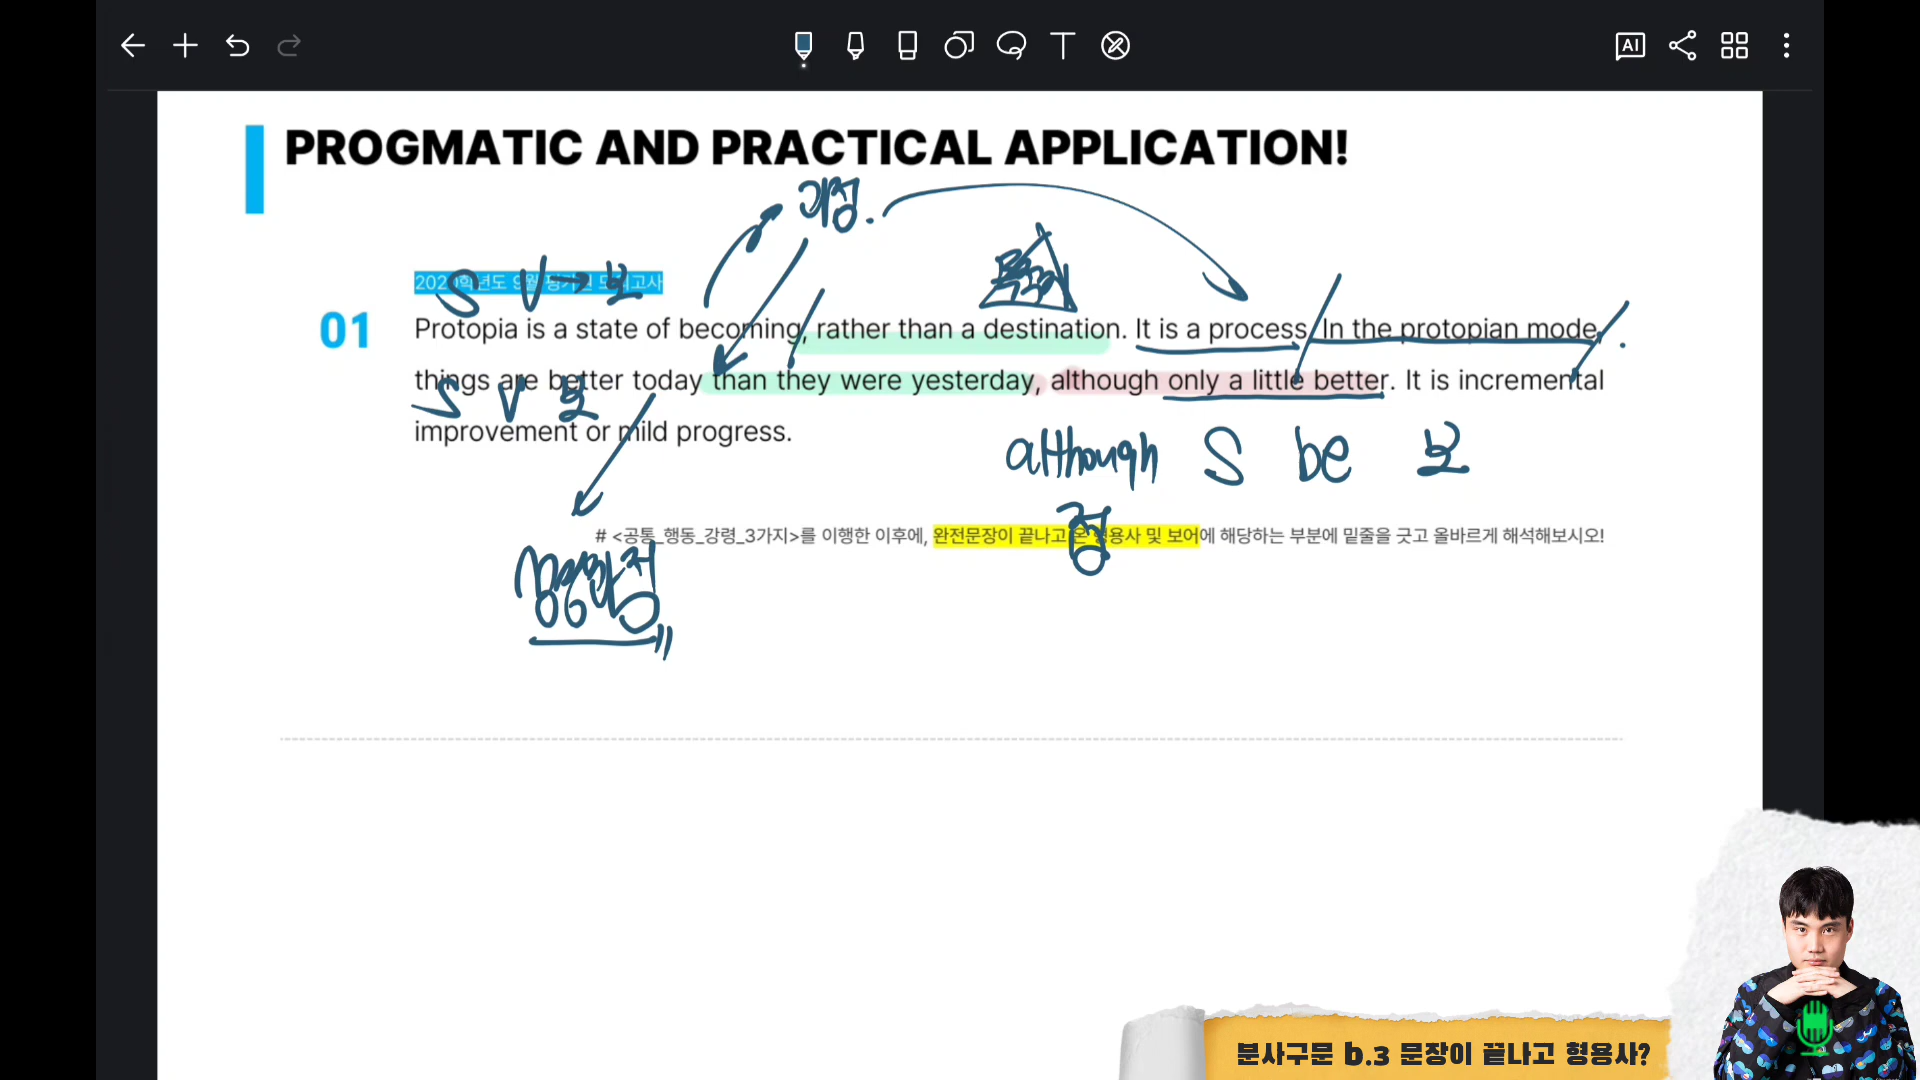 AI
PROGMATIC AND PRACTICAL APPLICATION!
과정.
목적지
S V → 보
01 Protopia is a state of becoming, rather than a destination. It is a process. In the protopian mode,
things are better today than they were yesterday, although only a little better. It is incremental
S V 보
improvement or mild progress.
although S be 보
# <공통_행동_강령_3가지>를 이행한 이후에, 완전문장이 끝나고 온 형용사 및 보어에 해당하는 부분에 밑줄을 긋고 올바르게 해석해보시오!
분사구문 b.3 문장이 끝나고 형용사?